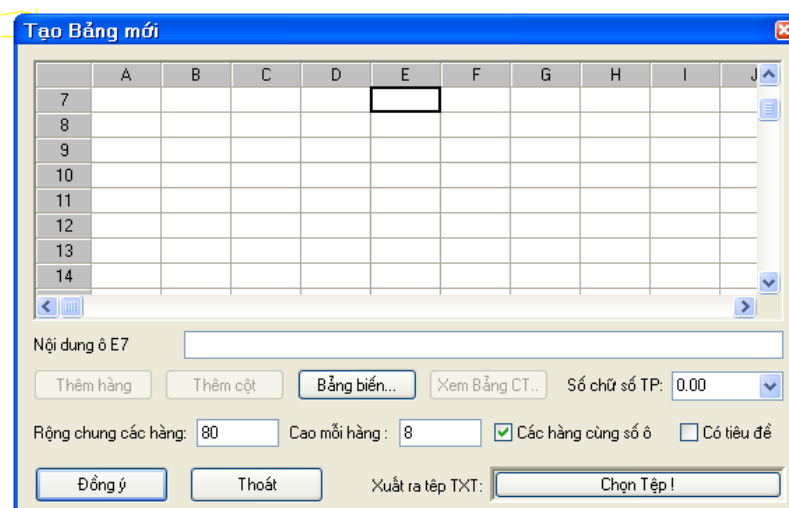 Tạo Bảng mới
A B C D E F G H I J
7
8
9
10
11
12
13
14
Nội dung ô E7
Thêm hàng Thêm cột Bảng biến... Xem Bảng CT.. Số chữ số TP: 0.00
Rộng chung các hàng: 80 Cao mỗi hàng : 8 Các hàng cùng số ô Có tiêu đề
Đồng ý Thoát Xuất ra tệp TXT: Chọn Tệp !